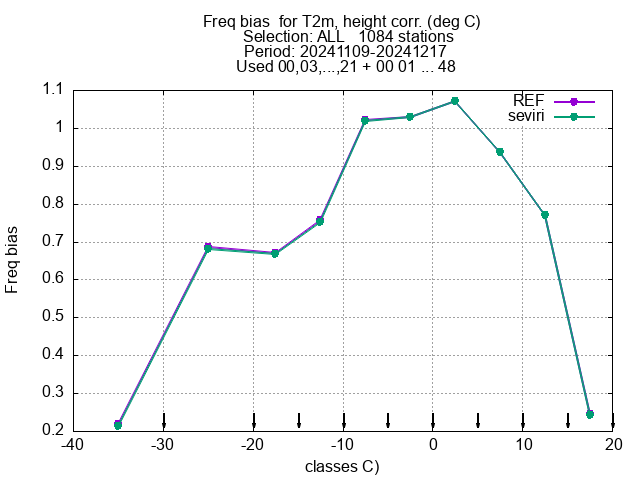 Freq bias  for T2m, height corr. (deg C)
Selection: ALL   1084 stations
Period: 20241109-20241217
Used 00,03,...,21 + 00 01 ... 48
REF
seviri
1.1
1
0.9
0.8
0.7
0.6
0.5
0.4
0.3
0.2
Freq bias
-40 -30 -20 -10 0 10 20
classes C)